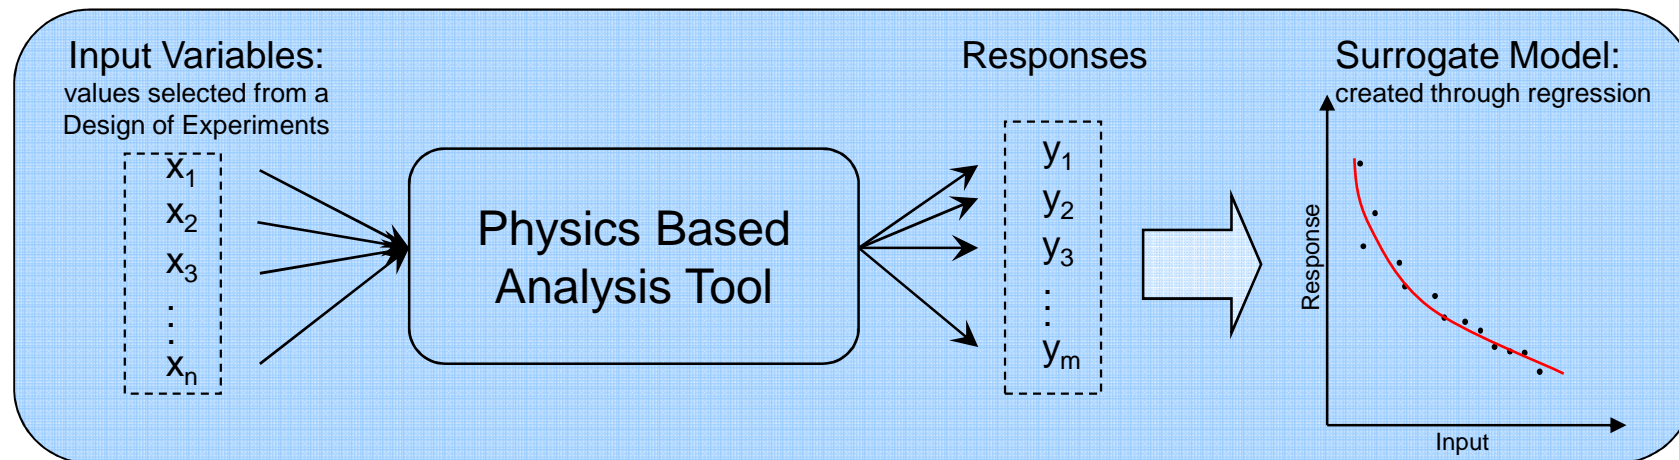 Input Variables:
values selected from a
Design of Experiments
x1
x2
x3
.
.
.
xn
Physics Based
Analysis Tool
Responses
y1
y2
y3
.
.
.
ym
Surrogate Model:
created through regression
Response
Input